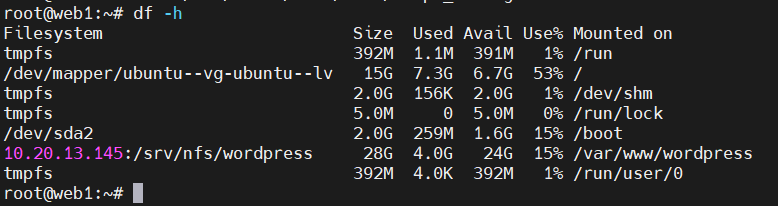 root@web1:~# df -h
Filesystem                         Size  Used Avail Use% Mounted on
tmpfs                              392M  1.1M  391M   1% /run
/dev/mapper/ubuntu--vg-ubuntu--lv   15G  7.3G  6.7G  53% /
tmpfs                              2.0G  156K  2.0G   1% /dev/shm
tmpfs                              5.0M     0  5.0M   0% /run/lock
/dev/sda2                          2.0G  259M  1.6G  15% /boot
10.20.13.145:/srv/nfs/wordpress     28G  4.0G   24G  15% /var/www/wordpress
tmpfs                              392M  4.0K  392M   1% /run/user/0
root@web1:~#